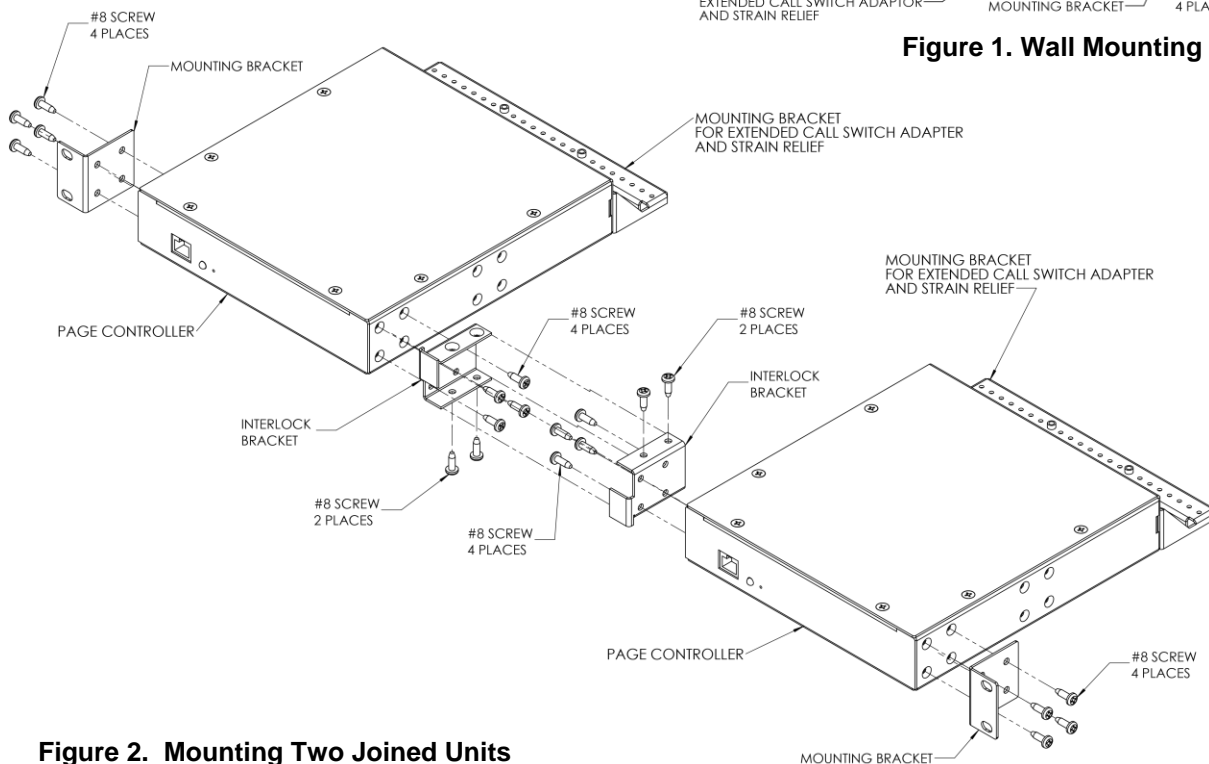 EXTENDED CALL SWITCH ADAPTOR
AND STRAIN RELIEF
MOUNTING BRACKET
Figure 1. Wall Mounting
#8 SCREW
4 PLACES
MOUNTING BRACKET
MOUNTING BRACKET
FOR EXTENDED CALL SWITCH ADAPTER
AND STRAIN RELIEF
MOUNTING BRACKET
FOR EXTENDED CALL SWITCH ADAPTER
AND STRAIN RELIEF
PAGE CONTROLLER
#8 SCREW
4 PLACES
#8 SCREW
2 PLACES
INTERLOCK
BRACKET
INTERLOCK
BRACKET
#8 SCREW
2 PLACES
#8 SCREW
4 PLACES
PAGE CONTROLLER
#8 SCREW
4 PLACES
MOUNTING BRACKET
Figure 2. Mounting Two Joined Units